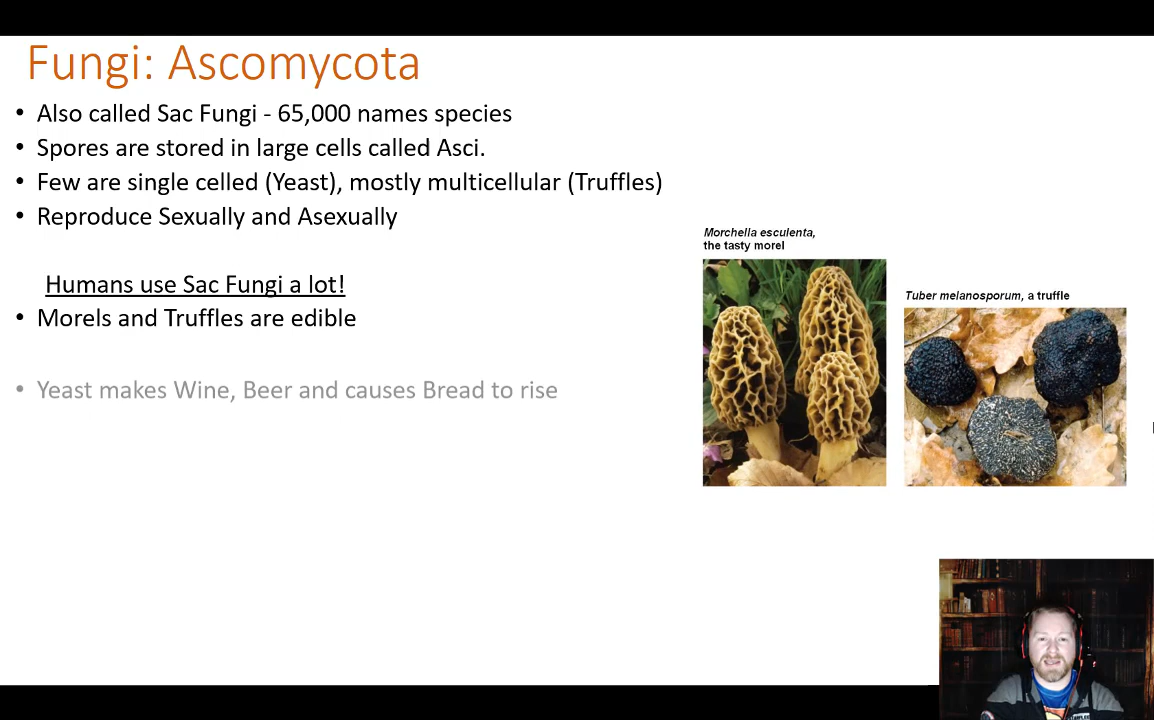 Fungi: Ascomycota
• Also called Sac Fungi - 65,000 names species
• Spores are stored in large cells called Asci.
• Few are single celled (Yeast), mostly multicellular (Truffles)
• Reproduce Sexually and Asexually
Humans use Sac Fungi a lot!
• Morels and Truffles are edible
• Yeast makes Wine, Beer and causes Bread to rise
Morchella esculenta,
the tasty morel
Tuber melanosporum, a truffle